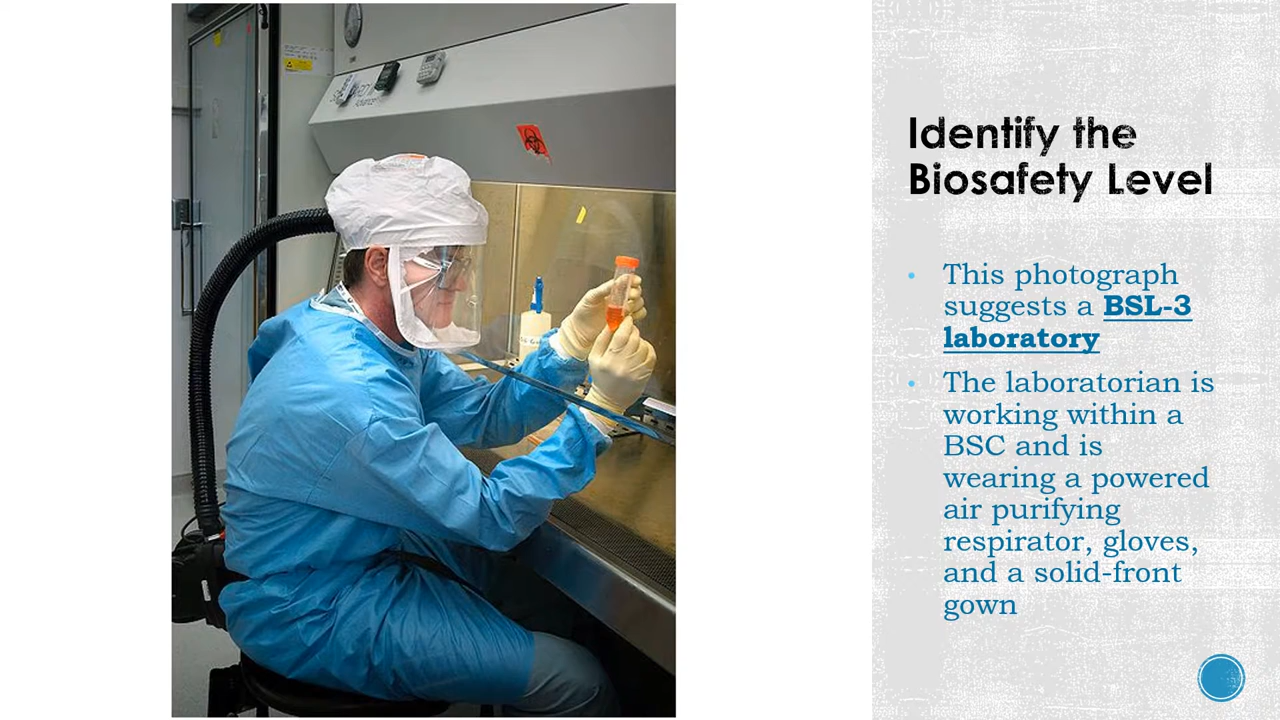 Identify the
Biosafety Level
• This photograph
suggests a BSL-3
laboratory
• The laboratorian is
working within a
BSC and is
wearing a powered
air purifying
respirator, gloves,
and a solid-front
gown